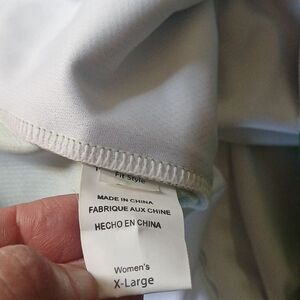 Fit Style
MADE IN CHINA
FABRIQUE AUX CHINE
HECHO EN CHINA
Women's
X-Large